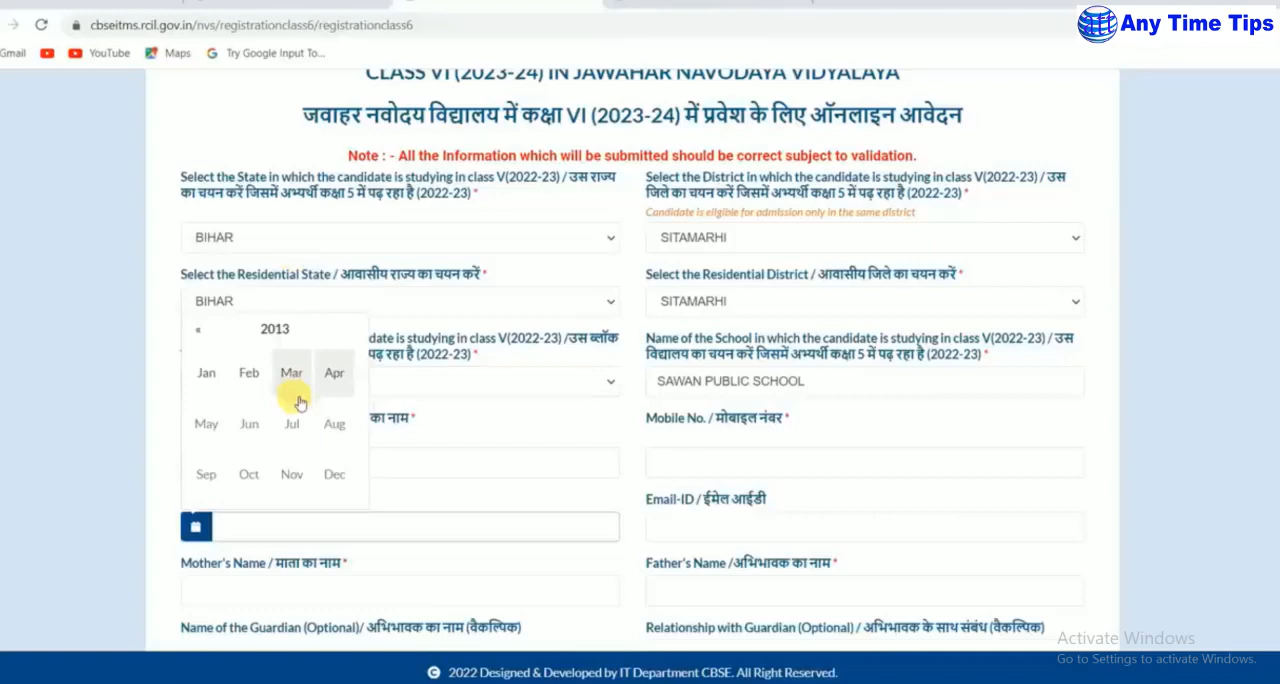 cbseitms.rcil.gov.in/nvs/registrationclass6/registrationclass6
Any Time Tips
Gmail YouTube Maps Try Google Input To...
CLASS VI (2023-24) IN JAWAHAR NAVODAYA VIDYALAYA
जवाहर नवोदय विद्यालय में कक्षा VI (2023-24) में प्रवेश के लिए ऑनलाइन आवेदन
Note : - All the Information which will be submitted should be correct subject to validation.
Select the State in which the candidate is studying in class V(2022-23) / उस राज्य
का चयन करें जिसमें अभ्यर्थी कक्षा 5 में पढ़ रहा है (2022-23) *
Select the District in which the candidate is studying in class V(2022-23) / उस
जिले का चयन करें जिसमें अभ्यर्थी कक्षा 5 में पढ़ रहा है (2022-23) *
Candidate is eligible for admission only in the same district
BIHAR
SITAMARHI
Select the Residential State / आवासीय राज्य का चयन करें *
Select the Residential District / आवासीय जिले का चयन करें *
BIHAR
SITAMARHI
« 2013
Jan Feb Mar Apr
May Jun Jul Aug
Sep Oct Nov Dec
date is studying in class V(2022-23) /उस ब्लॉक
पढ़ रहा है (2022-23) *
Name of the School in which the candidate is studying in class V(2022-23) / उस
विद्यालय का चयन करें जिसमें अभ्यर्थी कक्षा 5 में पढ़ रहा है (2022-23) *
SAWAN PUBLIC SCHOOL
का नाम *
Mobile No. / मोबाइल नंबर *
Email-ID / ईमेल आईडी
Mother's Name / माता का नाम *
Father's Name /अभिभावक का नाम *
Name of the Guardian (Optional)/ अभिभावक का नाम (वैकल्पिक)
Relationship with Guardian (Optional) / अभिभावक के साथ संबंध (वैकल्पिक)
Activate Windows
Go to Settings to activate Windows.
© 2022 Designed & Developed by IT Department CBSE. All Right Reserved.